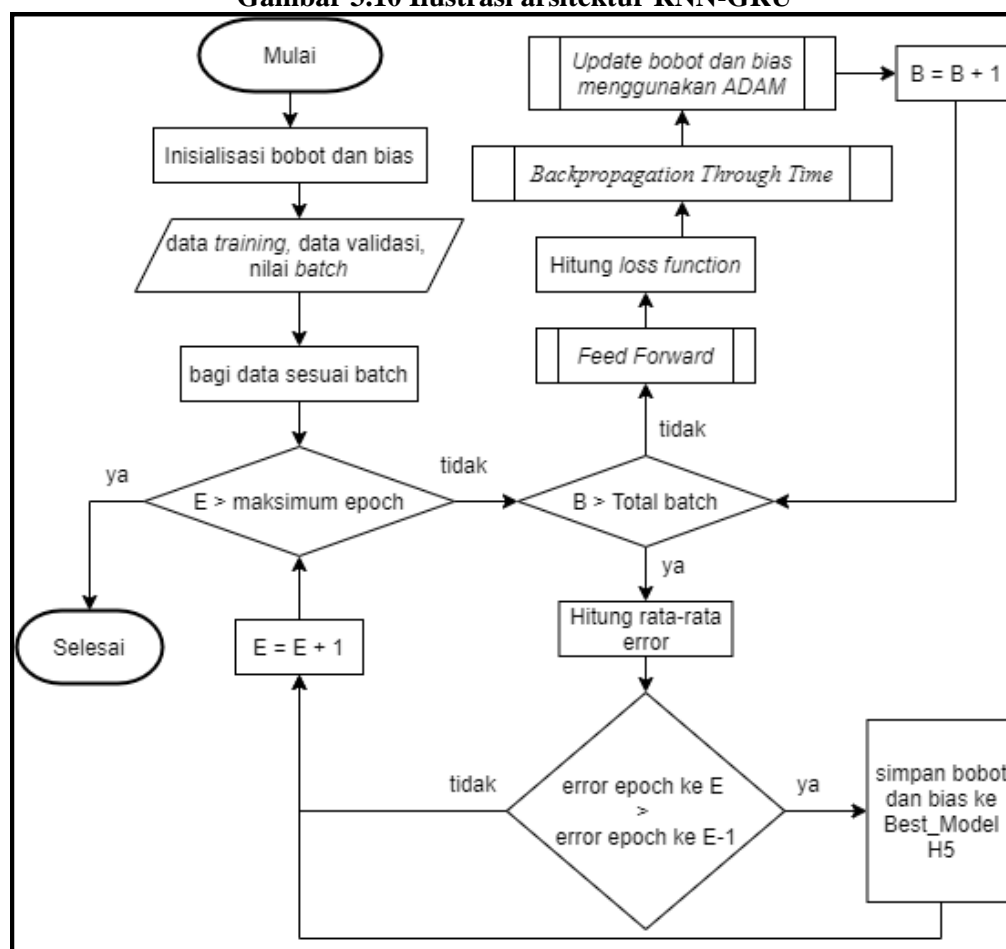 Gambar 3.10 Ilustrasi arsitektur RNN-GRU
Mulai
Inisialisasi bobot dan bias
data training, data validasi,
nilai batch
bagi data sesuai batch
E > maksimum epoch
ya
tidak
Selesai
E = E + 1
Update bobot dan bias
menggunakan ADAM
B = B + 1
Backpropagation Through Time
Hitung loss function
Feed Forward
tidak
B > Total batch
ya
Hitung rata-rata
error
error epoch ke E
>
error epoch ke E-1
tidak
ya
simpan bobot
dan bias ke
Best_Model
H5